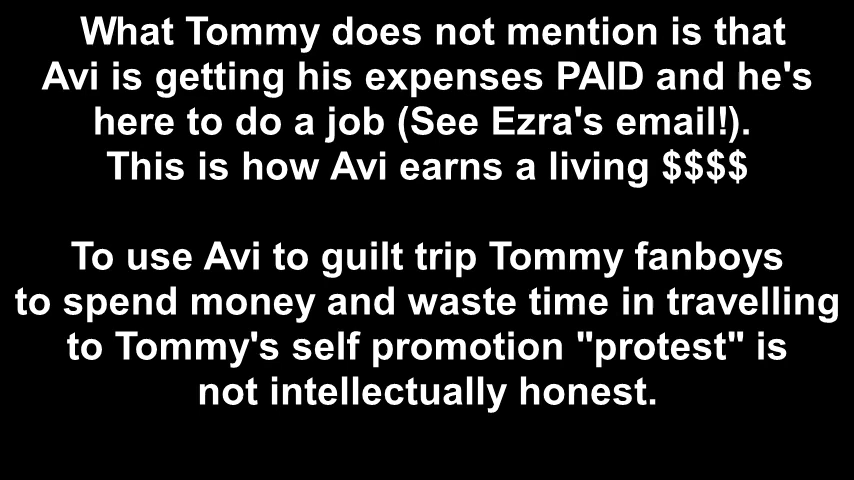 What Tommy does not mention is that
Avi is getting his expenses PAID and he's
here to do a job (See Ezra's email!).
This is how Avi earns a living $$$$
To use Avi to guilt trip Tommy fanboys
to spend money and waste time in travelling
to Tommy's self promotion "protest" is
not intellectually honest.